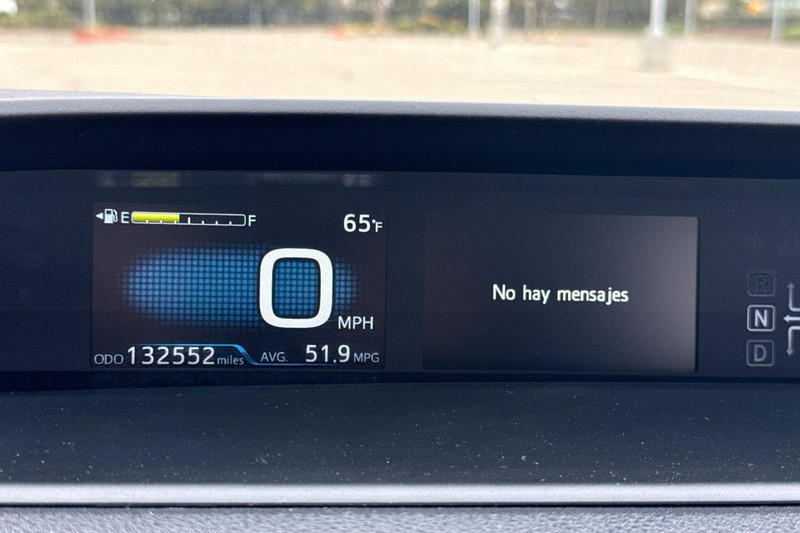 E F 65°F
0 MPH
ODO 132552 miles AVG. 51.9 MPG
No hay mensajes
R
N
D